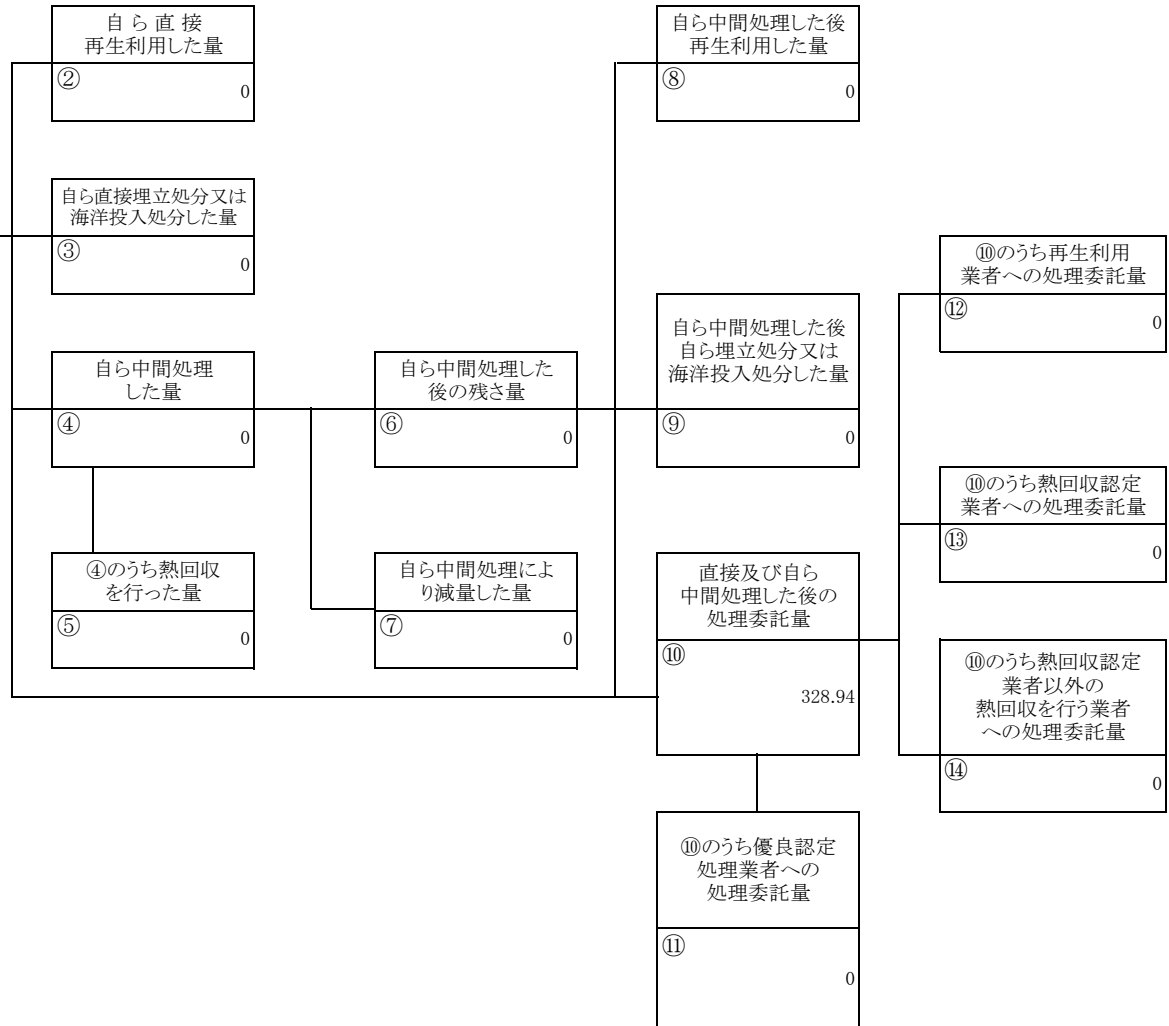 自 ら 直 接
再生利用した量
②
0
自ら直接埋立処分又は
海洋投入処分した量
③
0
自ら中間処理
した量
④
0
④のうち熱回収
を行った量
⑤
0
自ら中間処理した
後の残さ量
⑥
0
自ら中間処理によ
り減量した量
⑦
0
自ら中間処理した後
再生利用した量
⑧
0
自ら中間処理した後
自ら埋立処分又は
海洋投入処分した量
⑨
0
直接及び自ら
中間処理した後の
処理委託量
⑩
328.94
⑩のうち優良認定
処理業者への
処理委託量
⑪
0
⑩のうち再生利用
業者への処理委託量
⑫
0
⑩のうち熱回収認定
業者への処理委託量
⑬
0
⑩のうち熱回収認定
業者以外の
熱回収を行う業者
への処理委託量
⑭
0